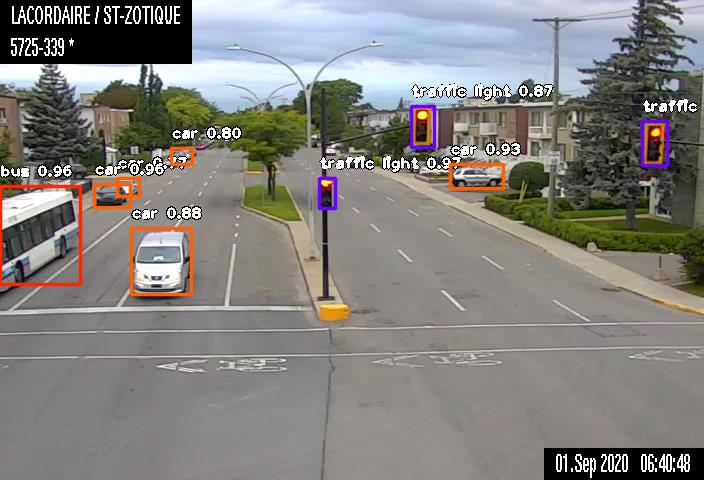 LACORDAIRE / ST-ZOTIQUE
5725-339 *
traffic light 0.87
traffic
car 0.80
car 0.93
bus 0.96
car 0.96
traffic light 0.97
car 0.88
01.Sep 2020 06:40:48